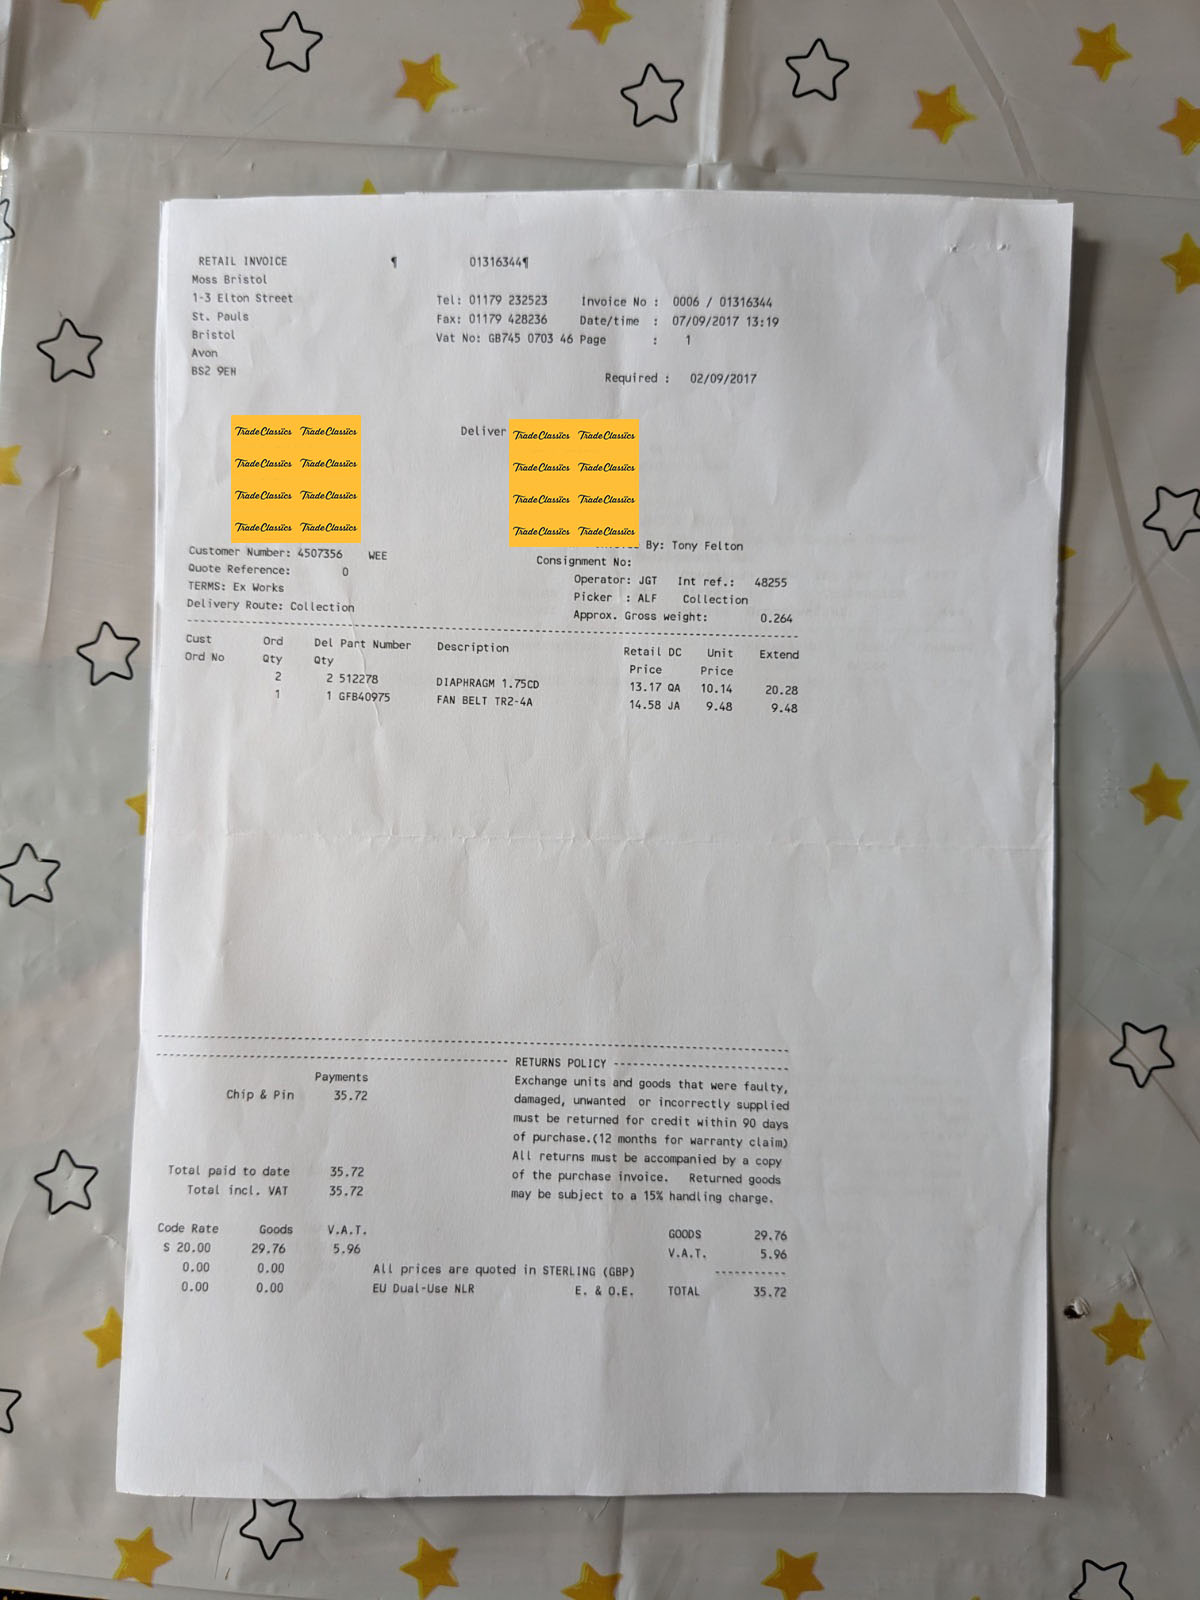 RETAIL INVOICE ¶ 01316344¶
Moss Bristol
1-3 Elton Street Tel: 01179 232523 Invoice No : 0006 / 01316344
St. Pauls Fax: 01179 428236 Date/time : 07/09/2017 13:19
Bristol Vat No: GB745 0703 46 Page : 1
Avon
BS2 9EH Required : 02/09/2017
Deliver
TradeClassics TradeClassics TradeClassics TradeClassics
TradeClassics TradeClassics TradeClassics TradeClassics
TradeClassics TradeClassics TradeClassics TradeClassics
TradeClassics TradeClassics TradeClassics TradeClassics
By: Tony Felton
Customer Number: 4507356 WEE Consignment No:
Quote Reference: 0 Operator: JGT Int ref.: 48255
TERMS: Ex Works Picker : ALF Collection
Delivery Route: Collection Approx. Gross weight: 0.264
Cust Ord Del Part Number Description Retail DC Unit Extend
Ord No Qty Qty Price Price
2 2 512278 DIAPHRAGM 1.75CD 13.17 QA 10.14 20.28
1 1 GFB40975 FAN BELT TR2-4A 14.58 JA 9.48 9.48
RETURNS POLICY
Payments
Chip & Pin 35.72
Exchange units and goods that were faulty,
damaged, unwanted or incorrectly supplied
must be returned for credit within 90 days
of purchase.(12 months for warranty claim)
All returns must be accompanied by a copy
of the purchase invoice. Returned goods
may be subject to a 15% handling charge.
Total paid to date 35.72
Total incl. VAT 35.72
Code Rate Goods V.A.T. GOODS 29.76
S 20.00 29.76 5.96 V.A.T. 5.96
0.00 0.00 All prices are quoted in STERLING (GBP) -----------
0.00 0.00 EU Dual-Use NLR E. & O.E. TOTAL 35.72